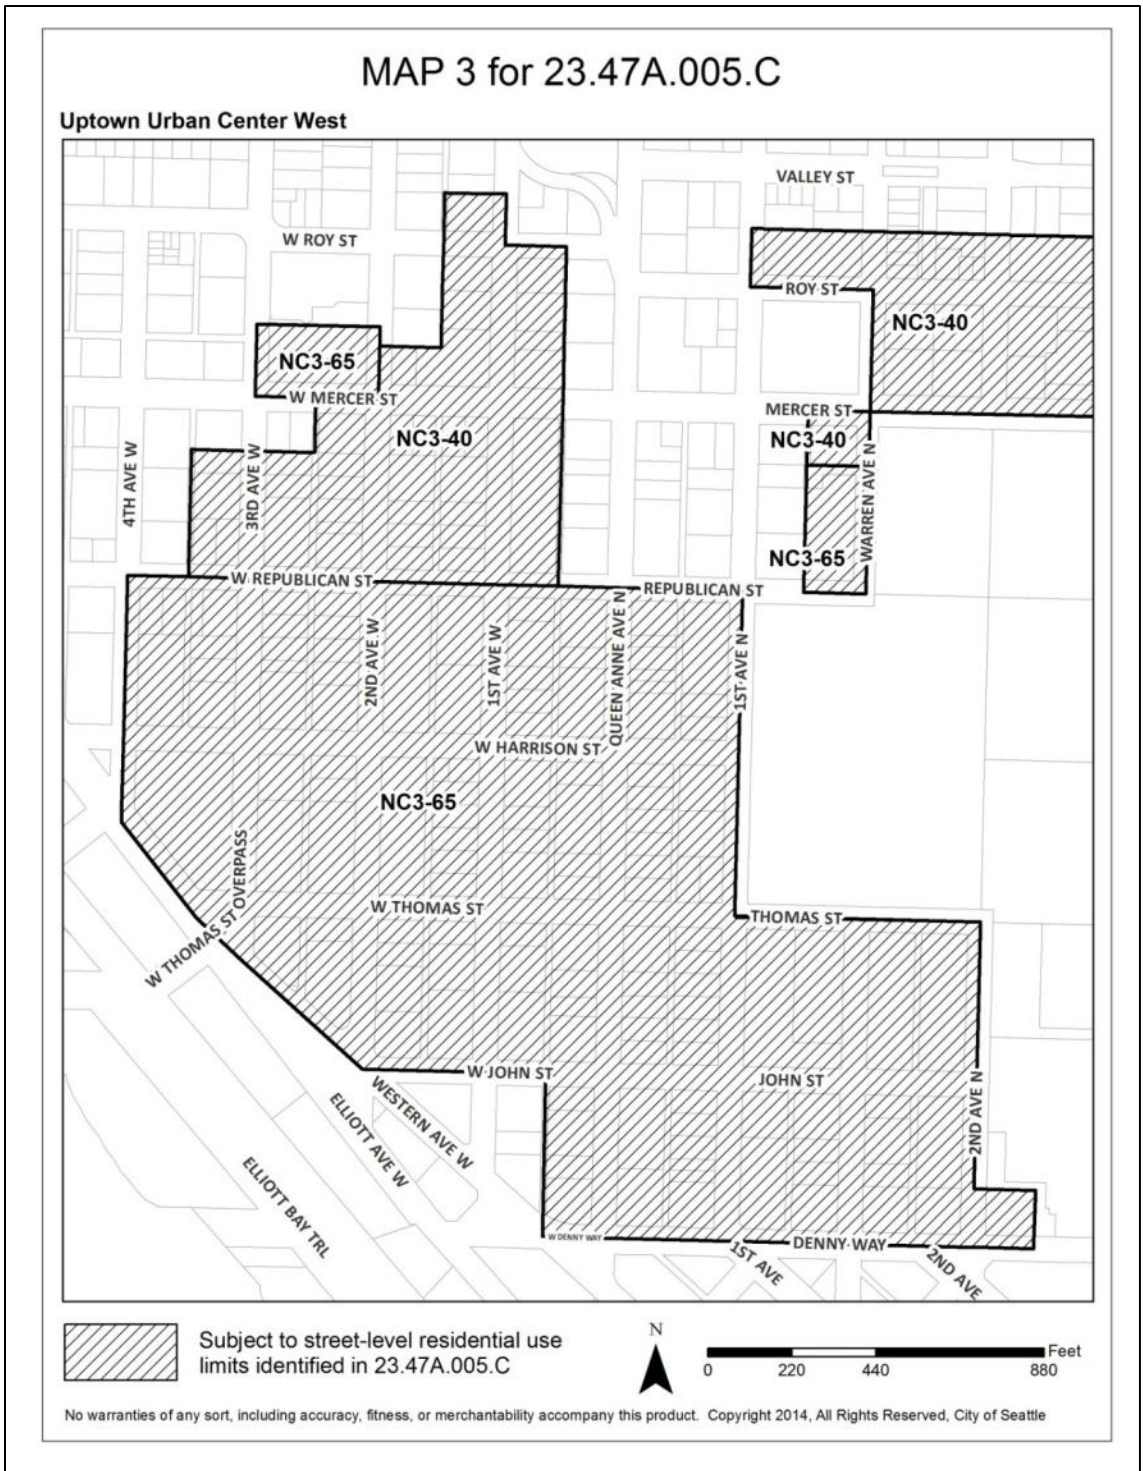 MAP 3 for 23.47A.005.C
Uptown Urban Center West
VALLEY ST
W ROY ST
ROY ST
NC3-40
NC3-65
W MERCER ST
MERCER ST
NC3-40
NC3-40
4TH AVE W
3RD AVE W
WARREN AVE N
NC3-65
W REPUBLICAN ST
REPUBLICAN ST
2ND AVE W
1ST AVE W
QUEEN ANNE AVE N
1ST AVE N
W HARRISON ST
NC3-65
W THOMAS ST OVERPASS
W THOMAS ST
THOMAS ST
W JOHN ST
JOHN ST
2ND AVE N
WESTERN AVE W
ELLIOTT AVE W
ELLIOTT BAY TRL
W DENNY WAY
DENNY WAY
1ST AVE
2ND AVE
Subject to street-level residential use
limits identified in 23.47A.005.C
N
Feet
0 220 440 880
No warranties of any sort, including accuracy, fitness, or merchantability accompany this product. Copyright 2014, All Rights Reserved, City of Seattle